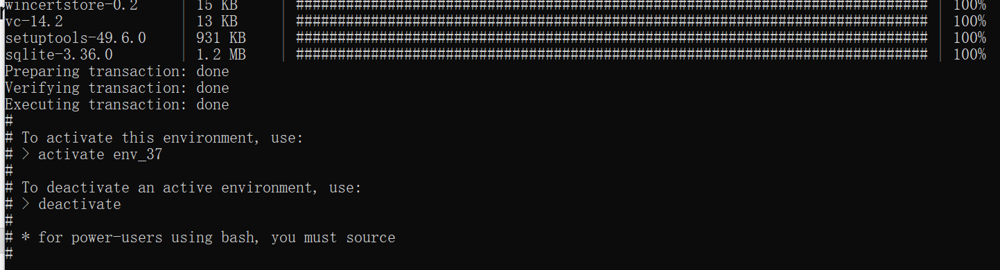 wincertstore-0.2 | 15 KB | ############################################################################ | 100%
vc-14.2 | 13 KB | ############################################################################ | 100%
setuptools-49.6.0 | 931 KB | ############################################################################ | 100%
sqlite-3.36.0 | 1.2 MB | ############################################################################ | 100%
Preparing transaction: done
Verifying transaction: done
Executing transaction: done
#
# To activate this environment, use:
# > activate env_37
#
# To deactivate an active environment, use:
# > deactivate
#
# * for power-users using bash, you must source
#